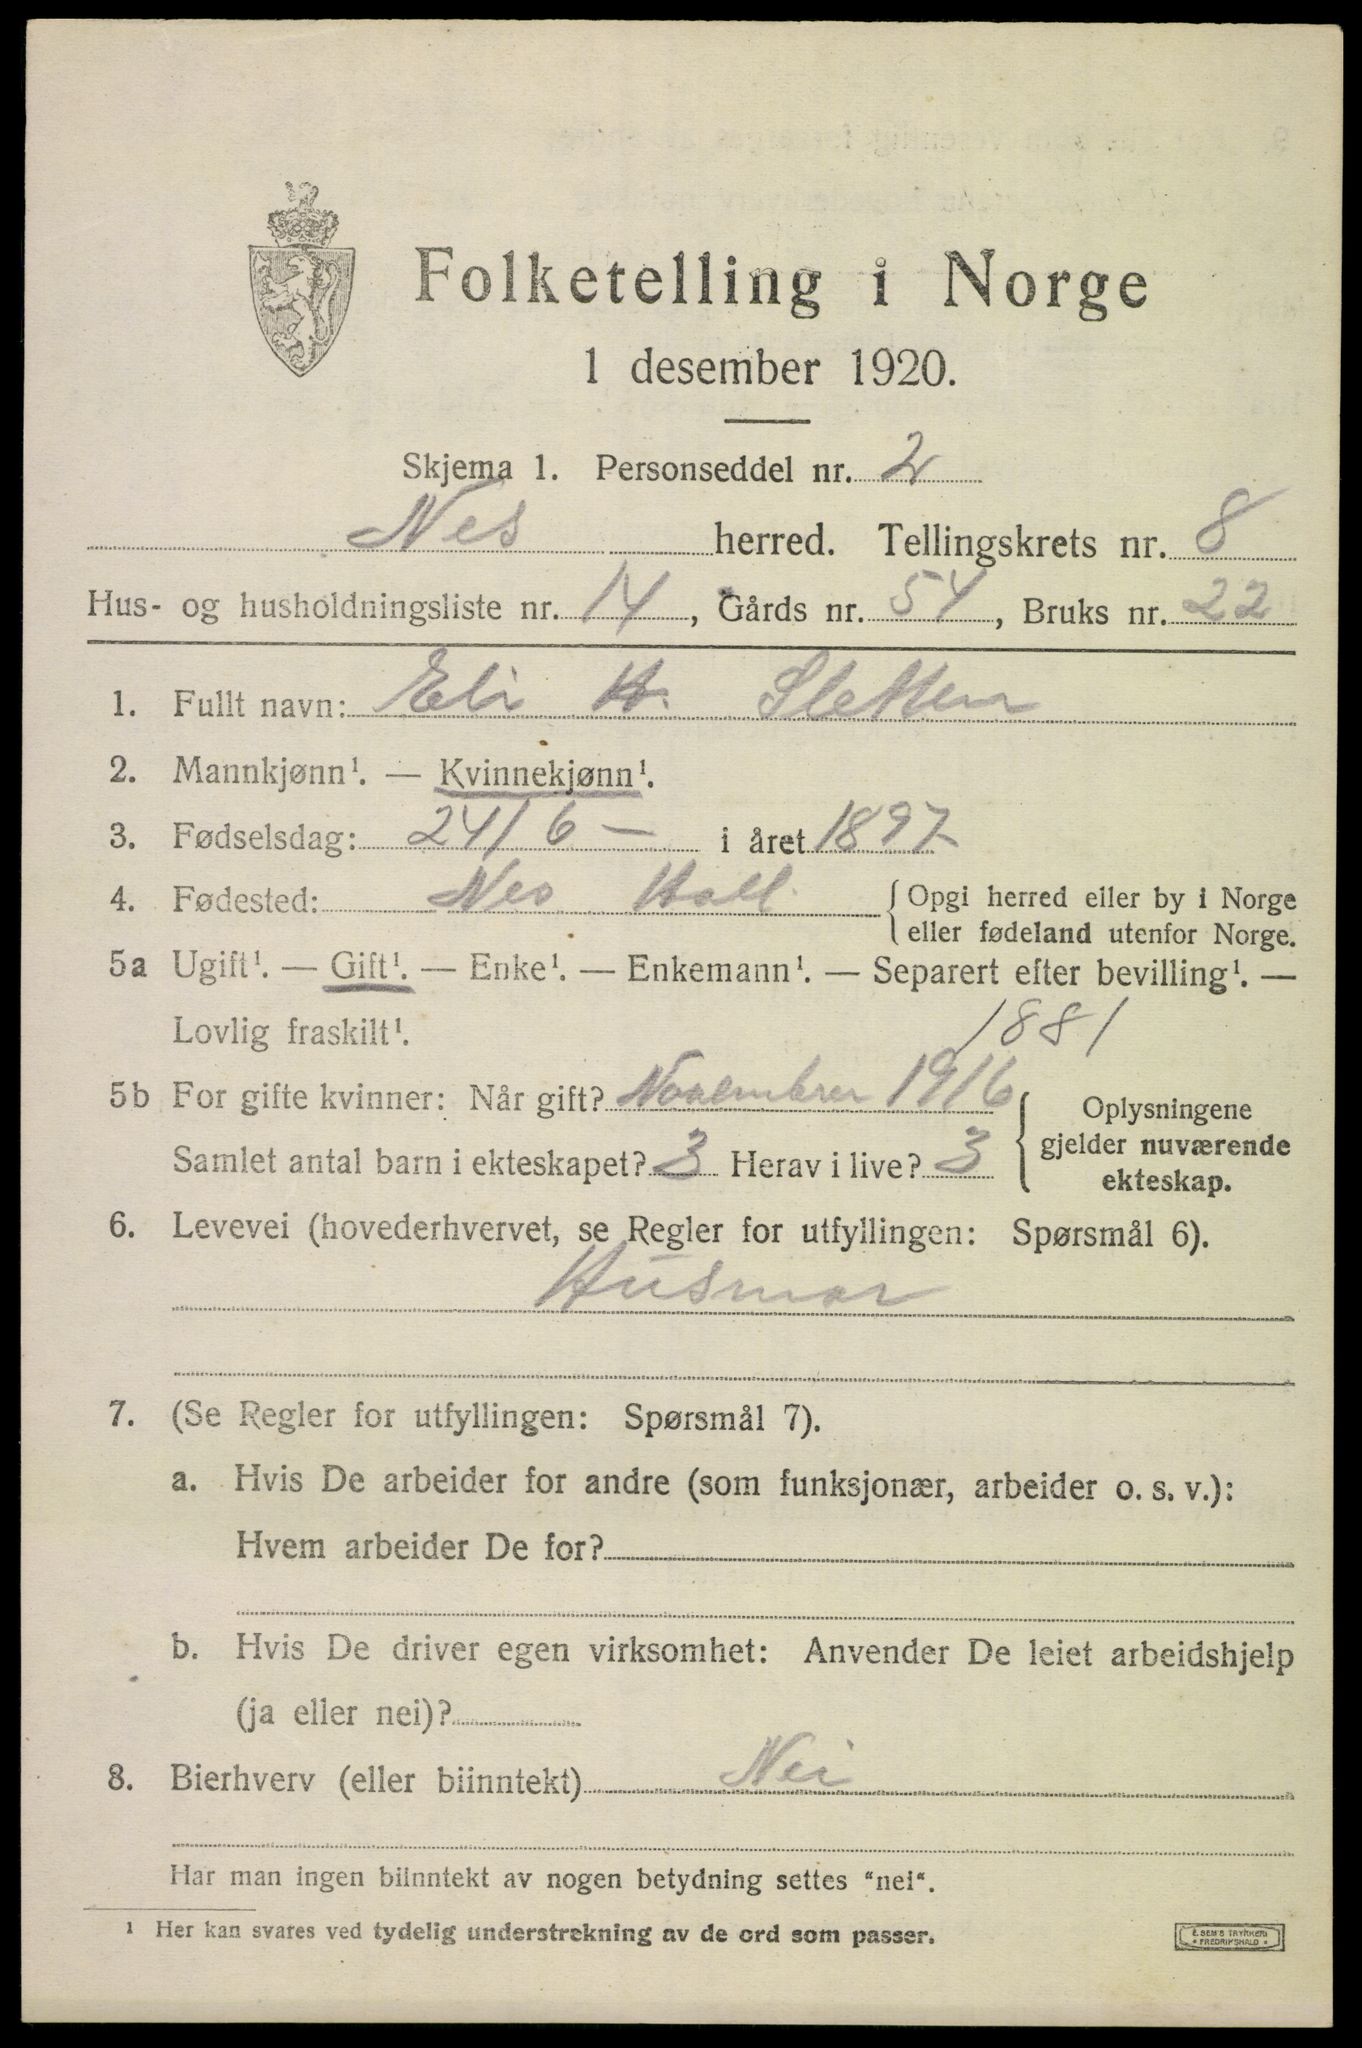 Folketelling i Norge
1 desember 1920.
Skjema 1. Personseddel nr. 2
Nes herred. Tellingskrets nr. 8
Hus- og husholdningsliste nr. 14, Gårds nr. 54, Bruks nr. 22
1. Fullt navn: Eli H. Sletten
2. Mannkjønn¹. — Kvinnekjønn¹.
3. Fødselsdag: 24/6 — i året 1897
4. Fødested: Nes Hall. Opgi herred eller by i Norge
eller fødeland utenfor Norge.
5a Ugift¹. — Gift¹. — Enke¹. — Enkemann¹. — Separert efter bevilling¹. —
Lovlig fraskilt¹. 1881
5b For gifte kvinner: Når gift? November 1916
Samlet antal barn i ekteskapet? 3 Herav i live? 3
Oplysningene
gjelder nuværende
ekteskap.
6. Levevei (hovederhvervet, se Regler for utfyllingen: Spørsmål 6).
Husmor
7. (Se Regler for utfyllingen: Spørsmål 7).
a. Hvis De arbeider for andre (som funksjonær, arbeider o. s. v.):
Hvem arbeider De for?
b. Hvis De driver egen virksomhet: Anvender De leiet arbeidshjelp
(ja eller nei)?
8. Bierhverv (eller biinntekt) Nei
Har man ingen biinntekt av nogen betydning settes "nei".
¹ Her kan svares ved tydelig understrekning av de ord som passer.
E. SEM'S TRYKKERI
* FREDRIKSHALD *